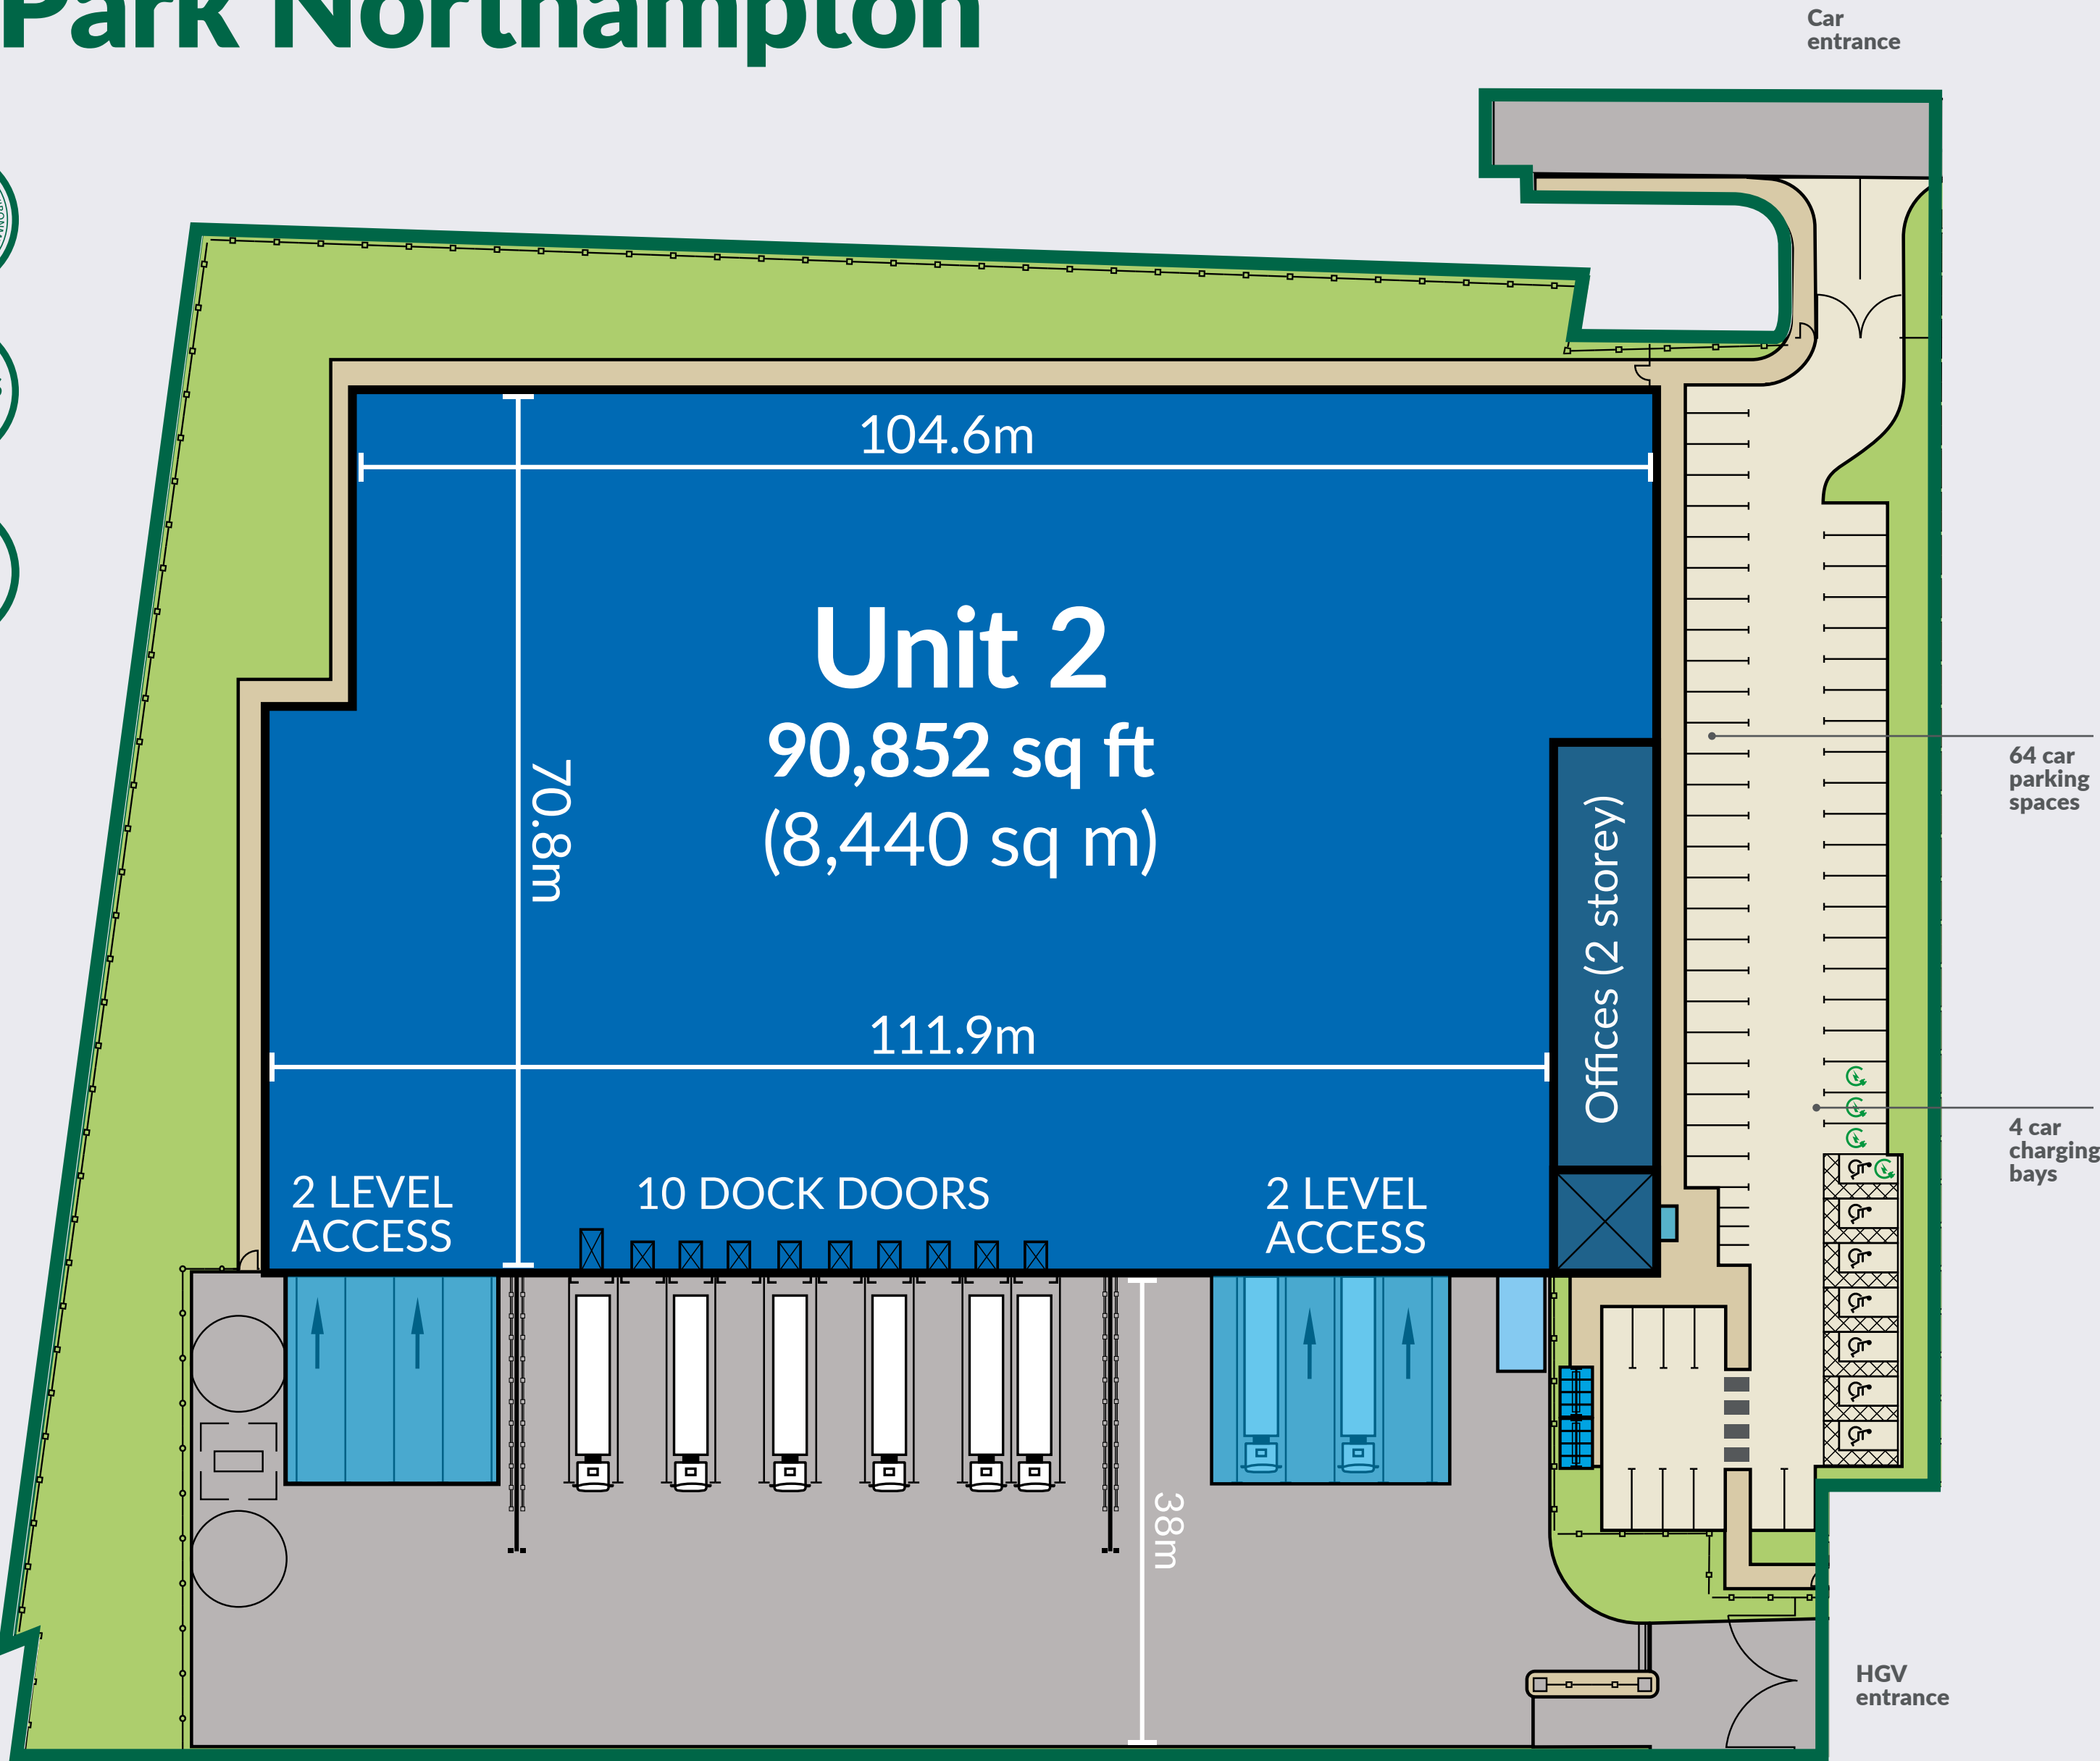 Park Northampton
Car
entrance
104.6m
Unit 2
90,852 sq ft
(8,440 sq m)
70.8m
64 car
parking
spaces
Offices (2 storey)
111.9m
4 car
charging
bays
2 LEVEL
ACCESS
10 DOCK DOORS
2 LEVEL
ACCESS
38m
HGV
entrance